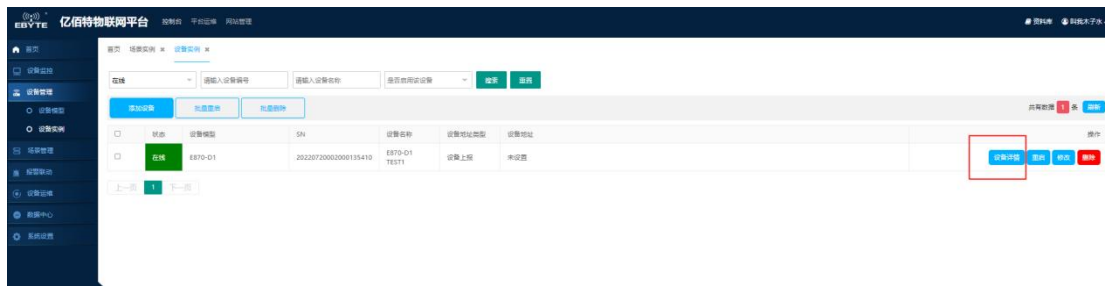 EBYTE 亿佰特物联网平台 控制台 平台运维 网站管理 资料库 叫我木子水
首页
设备监控
设备管理
设备模型
设备实例
场景管理
报警联动
设备运维
数据中心
系统设置
首页 场景实例 × 设备实例 ×
在线 请输入设备编号 请输入设备名称 是否启用该设备 搜索 重置
添加设备 批量重启 批量删除 共有数据 1 条 刷新
状态 设备模型 SN 设备名称 设备地址类型 设备地址 操作
在线 E870-D1 20220720002000135410 E870-D1 TEST1 设备上报 未设置 设备详情 重启 修改 删除
上一页 1 下一页